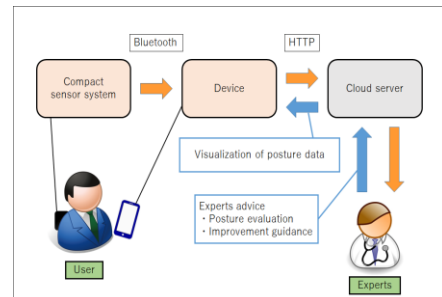 Bluetooth
HTTP
Compact
sensor system
Device
Cloud server
Visualization of posture data
Experts advice
・Posture evaluation
・Improvement guidance
User
Experts